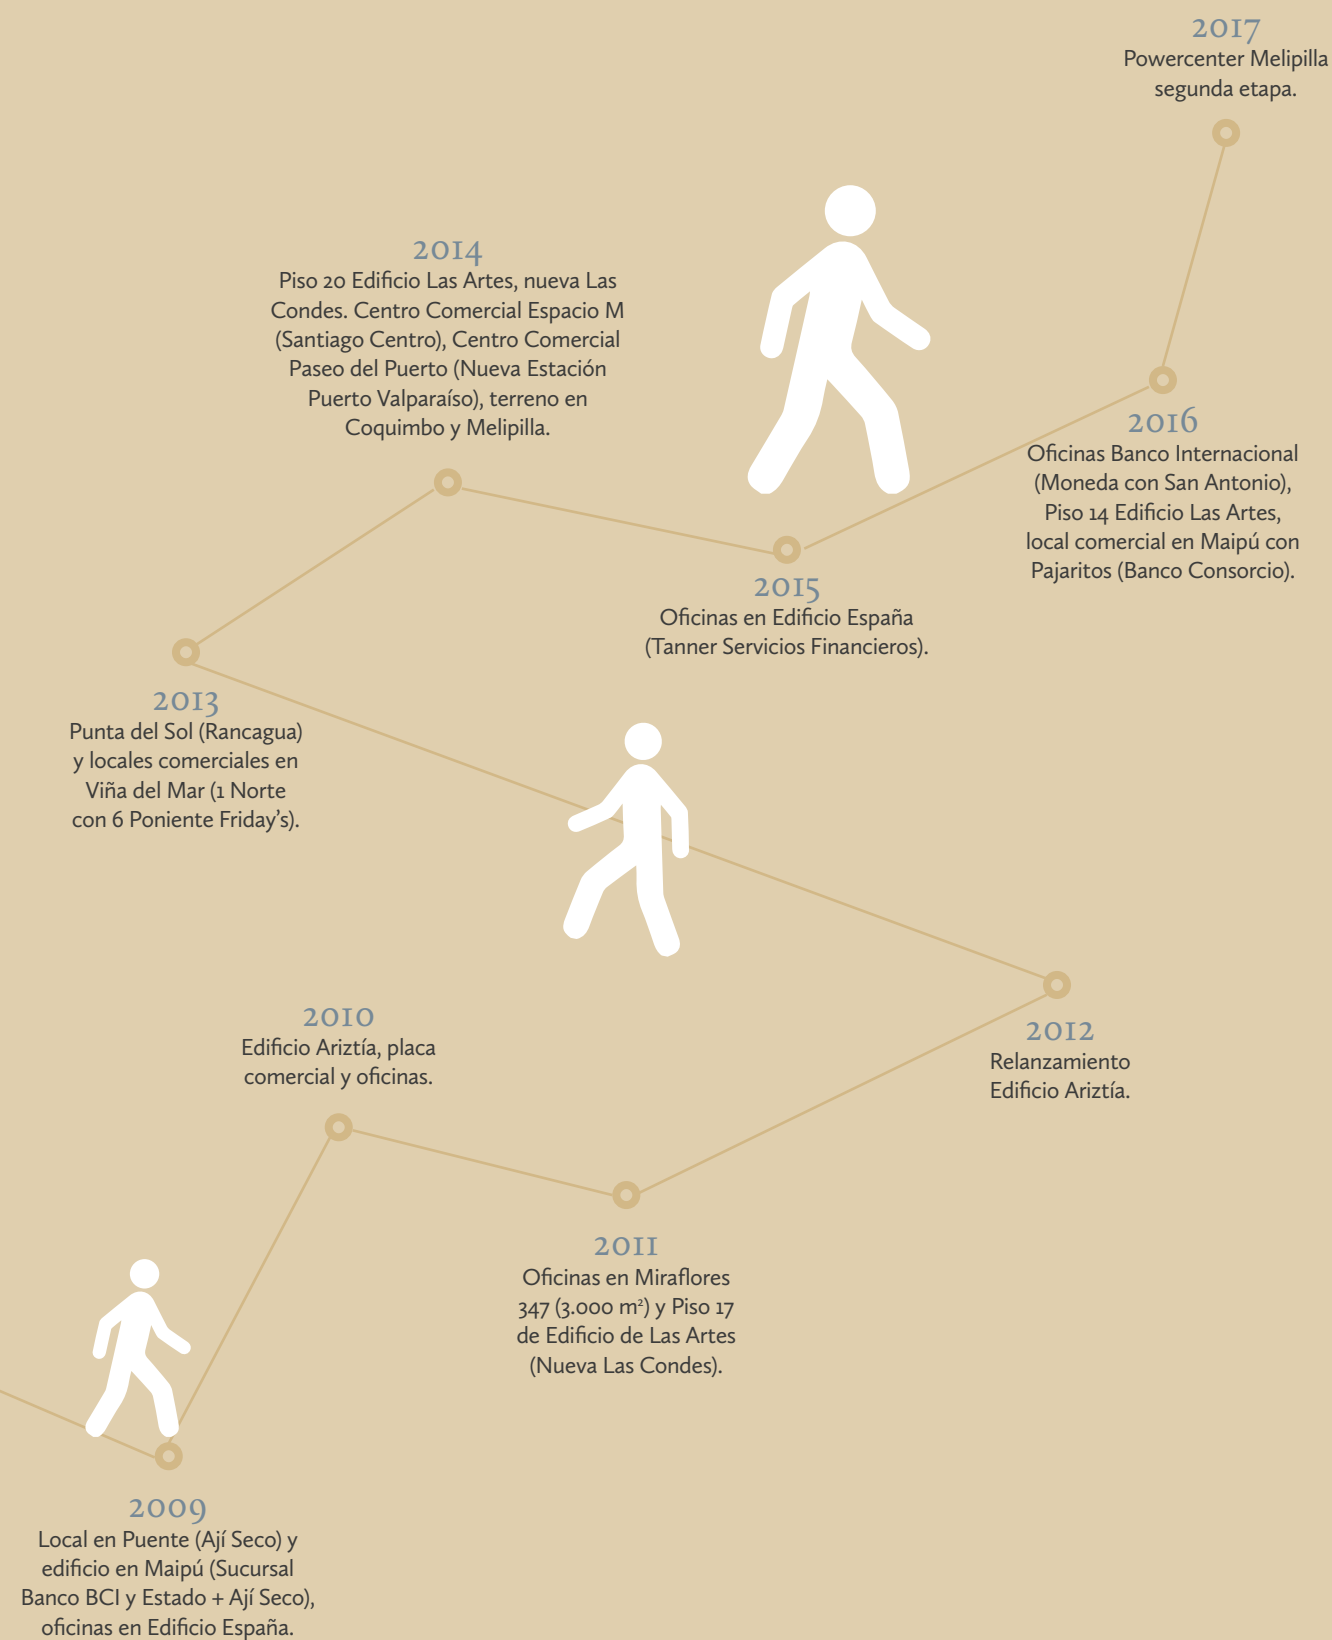 2017
Powercenter Melipilla
segunda etapa.
2014
Piso 20 Edificio Las Artes, nueva Las
Condes. Centro Comercial Espacio M
(Santiago Centro), Centro Comercial
Paseo del Puerto (Nueva Estación
Puerto Valparaíso), terreno en
Coquimbo y Melipilla.
2016
Oficinas Banco Internacional
(Moneda con San Antonio),
Piso 14 Edificio Las Artes,
local comercial en Maipú con
Pajaritos (Banco Consorcio).
2015
Oficinas en Edificio España
(Tanner Servicios Financieros).
2013
Punta del Sol (Rancagua)
y locales comerciales en
Viña del Mar (1 Norte
con 6 Poniente Friday's).
2010
Edificio Ariztía, placa
comercial y oficinas.
2012
Relanzamiento
Edificio Ariztía.
2011
Oficinas en Miraflores
347 (3.000 m²) y Piso 17
de Edificio de Las Artes
(Nueva Las Condes).
2009
Local en Puente (Ají Seco) y
edificio en Maipú (Sucursal
Banco BCI y Estado + Ají Seco),
oficinas en Edificio España.